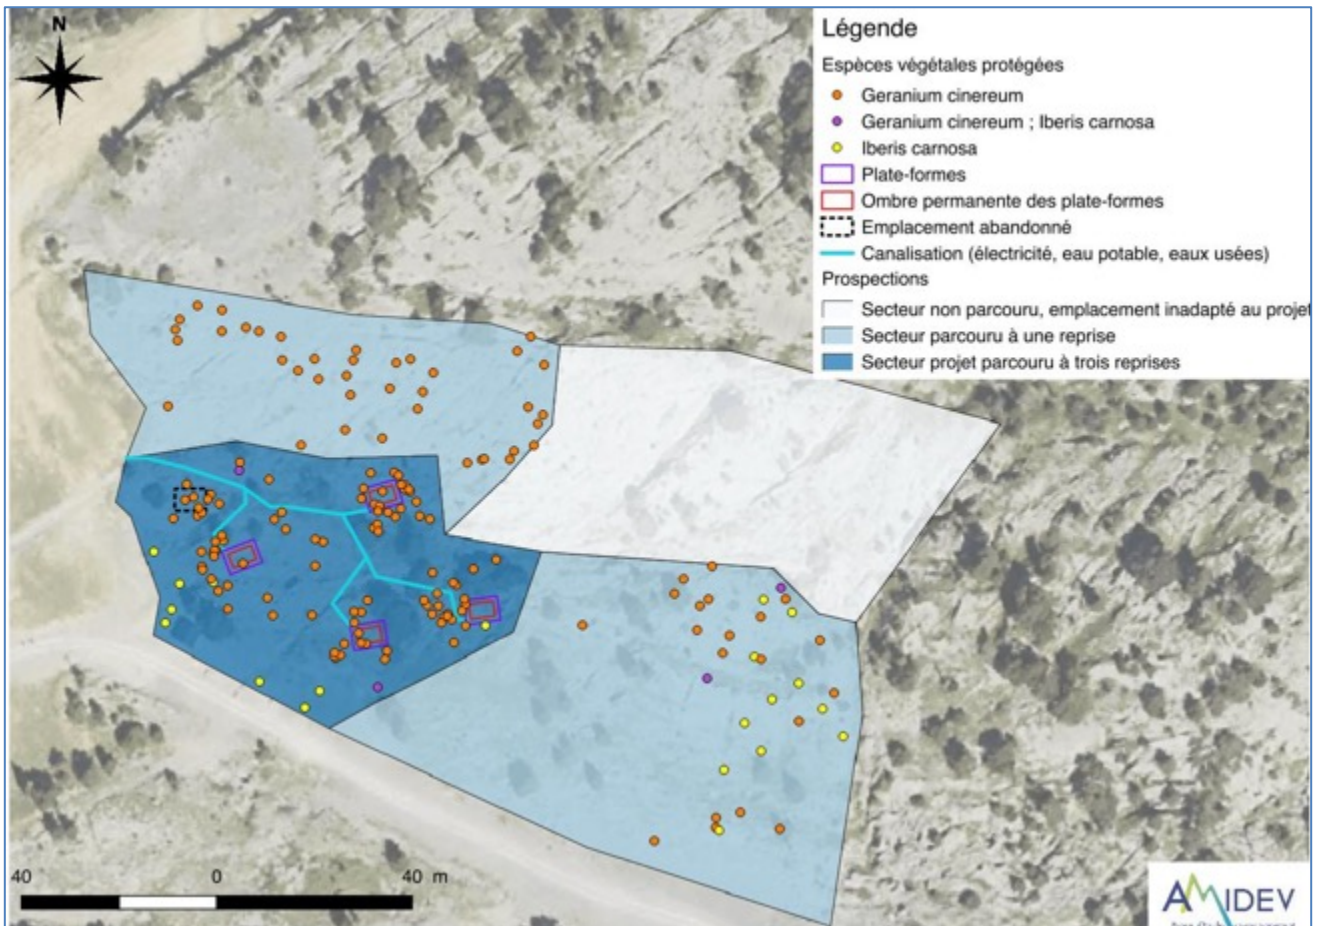 N
Légende
Espèces végétales protégées
Geranium cinereum
Geranium cinereum ; Iberis carnosa
Iberis carnosa
Plate-formes
Ombre permanente des plate-formes
Emplacement abandonné
Canalisation (électricité, eau potable, eaux usées)
Prospections
Secteur non parcouru, emplacement inadapté au projet
Secteur parcouru à une reprise
Secteur projet parcouru à trois reprises
40 0 40 m
AMIDEV